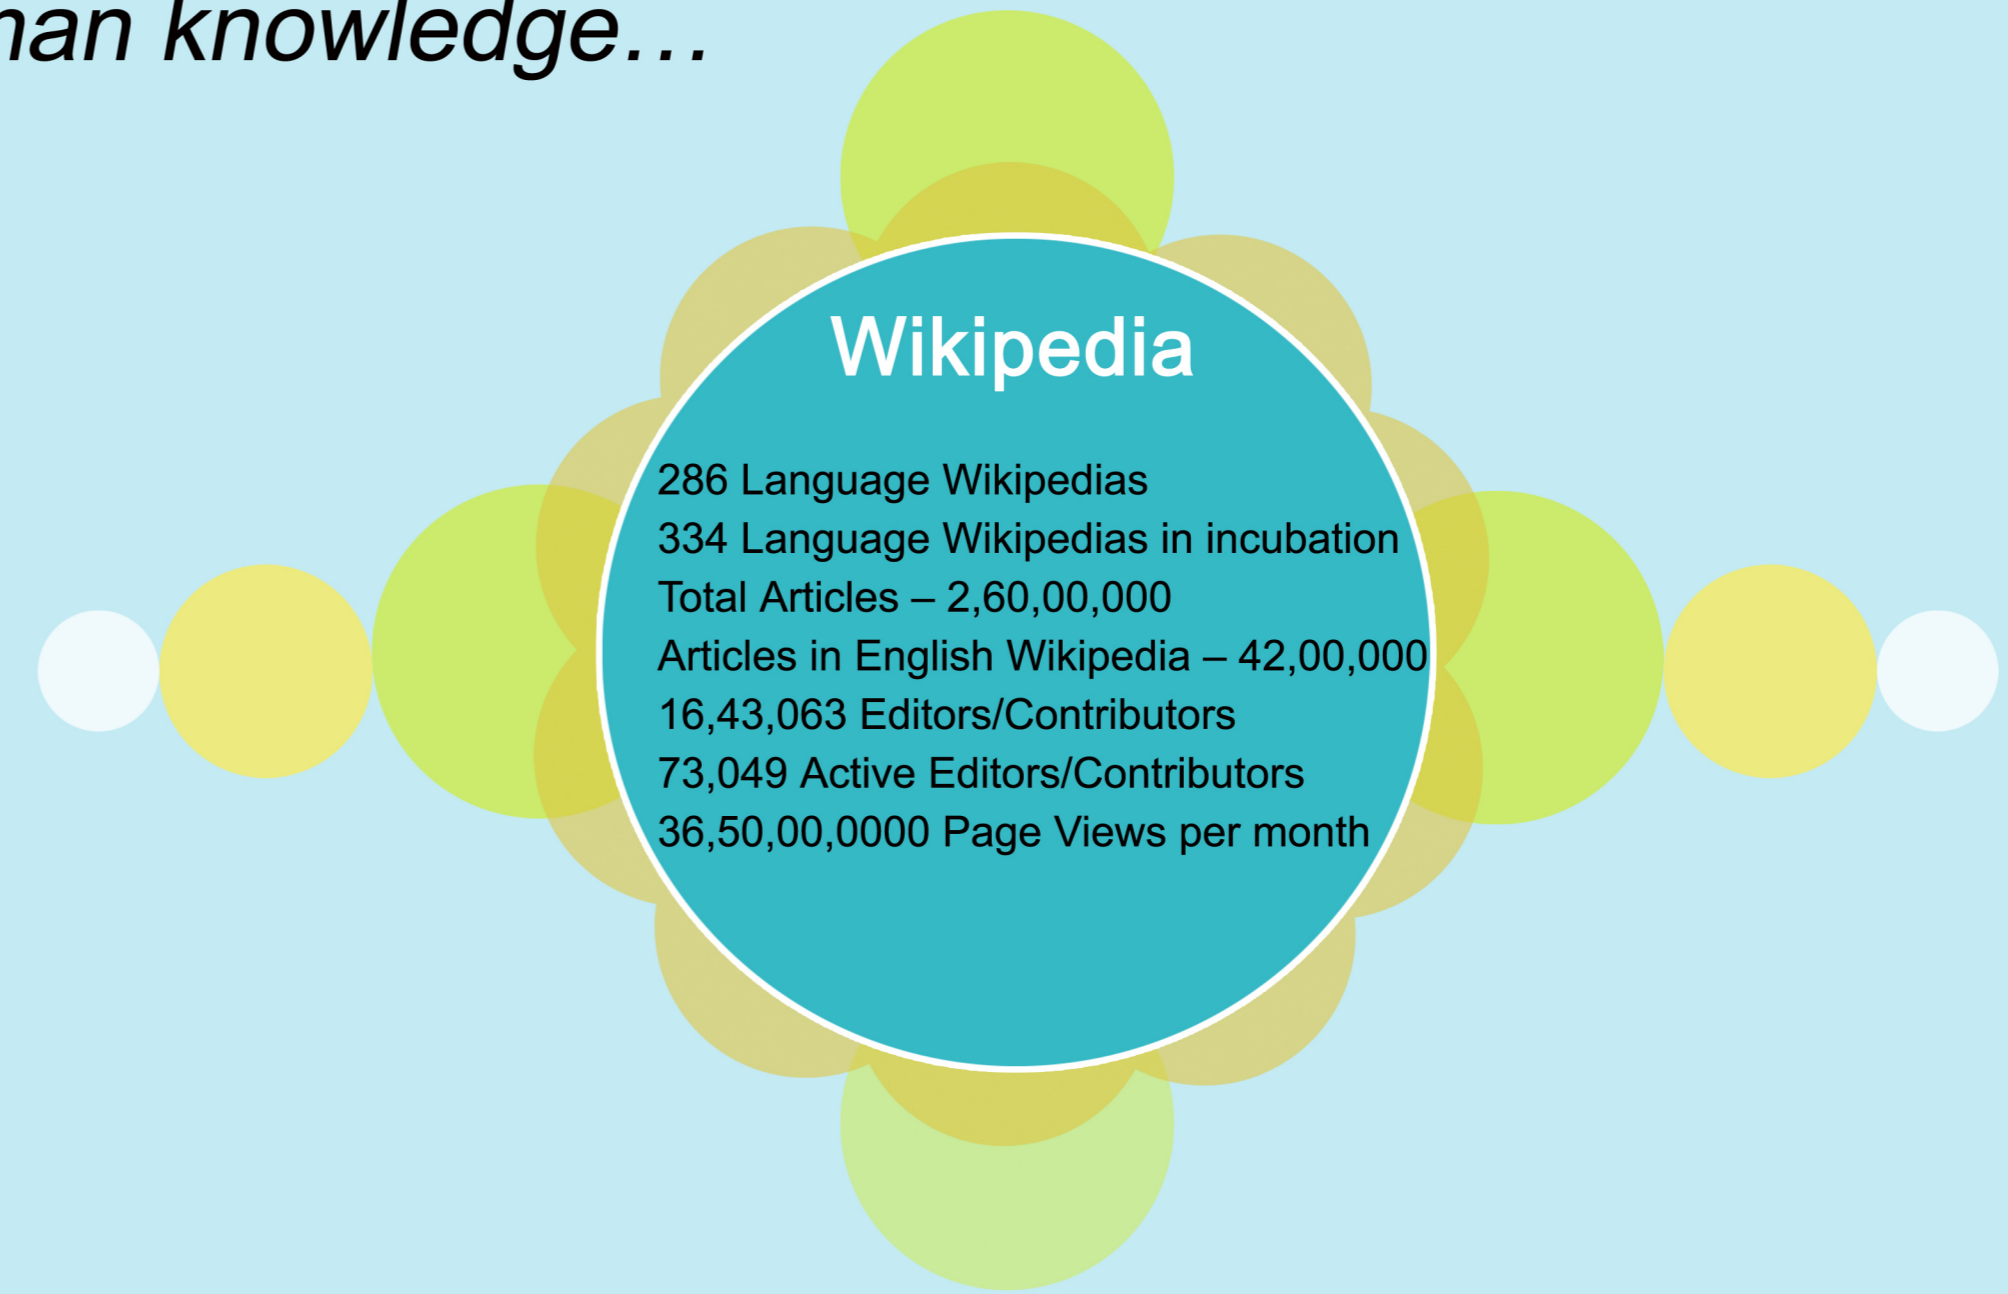 nan knowledge…
Wikipedia
286 Language Wikipedias
334 Language Wikipedias in incubation
Total Articles – 2,60,00,000
Articles in English Wikipedia – 42,00,000
16,43,063 Editors/Contributors
73,049 Active Editors/Contributors
36,50,00,0000 Page Views per month